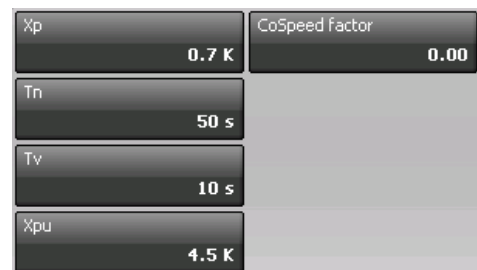 Xp
0.7 K
CoSpeed factor
0.00
Tn
50 s
Tv
10 s
Xpu
4.5 K